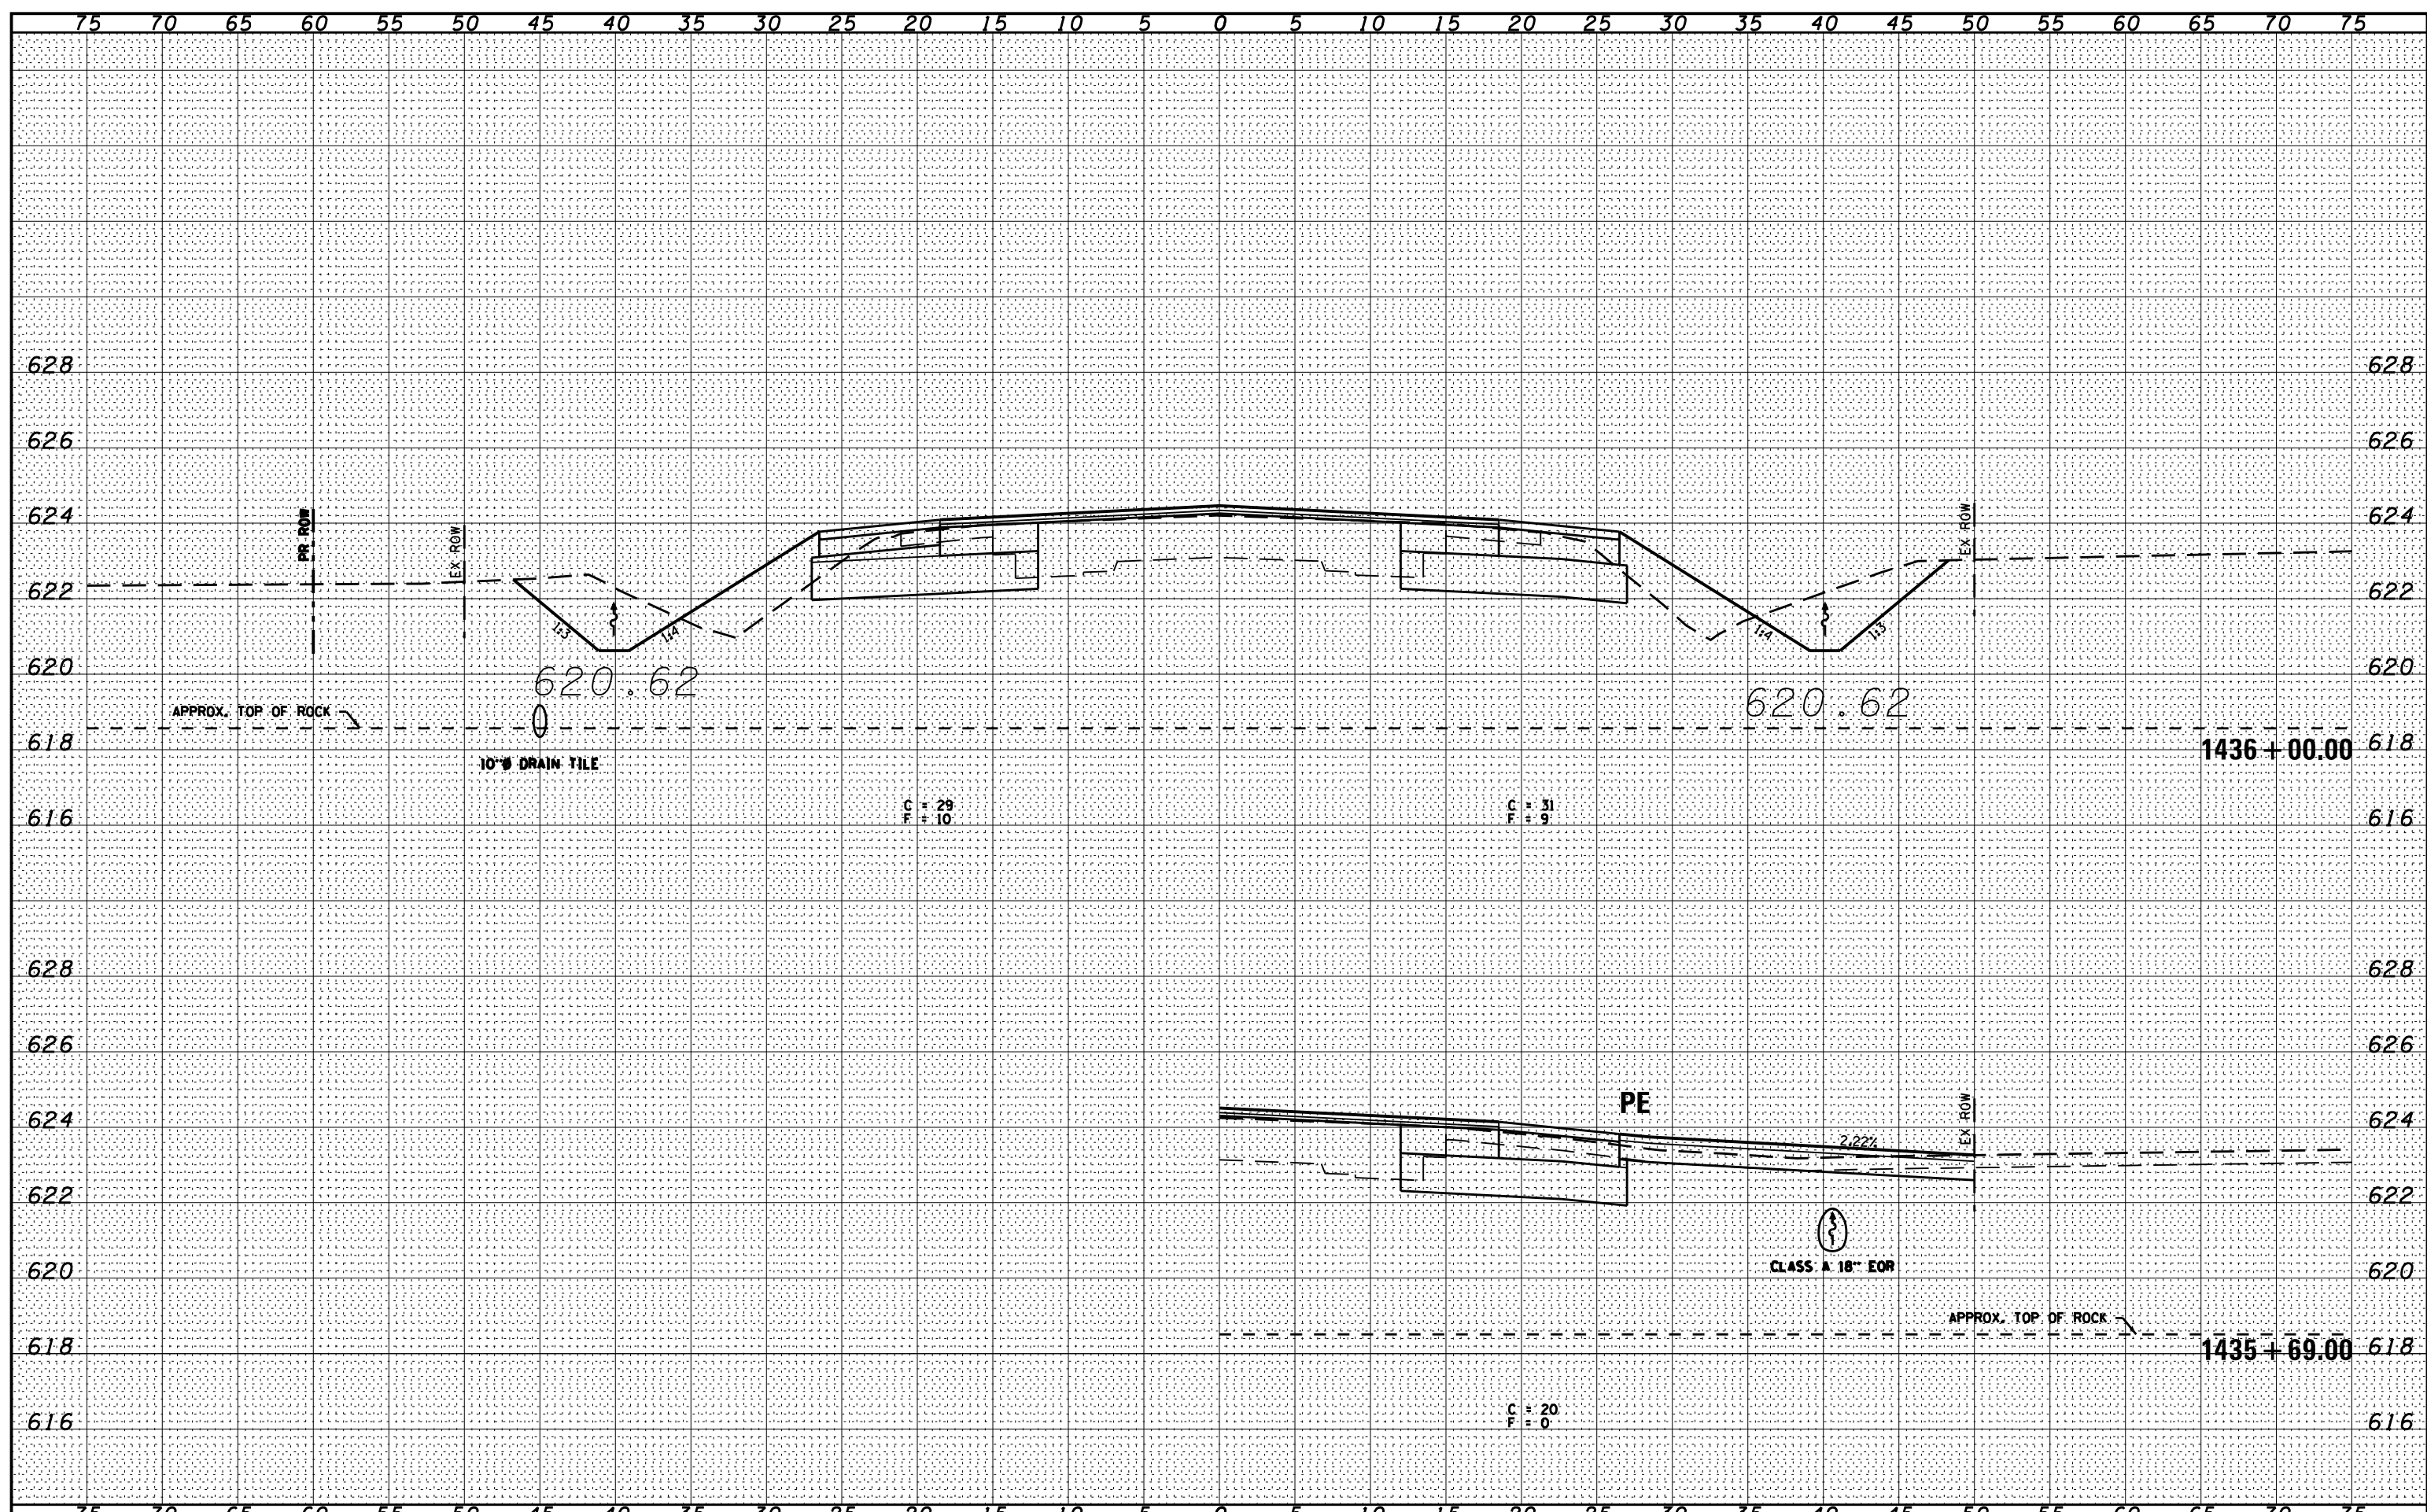 75 70 65 60 55 50 45 40 35 30 25 20 15 10 5 0 5 10 15 20 25 30 35 40 45 50 55 60 65 70 75
628 628
626 626
624 PR ROW EX ROW EX ROW 624
622 622
1:3 1:4 1:4 1:3
620 620
620.62 620.62
APPROX. TOP OF ROCK
618 1436+00.00 618
10"Ø DRAIN TILE
C = 29 C = 31
F = 10 F = 9
616 616
628 628
626 626
624 PE EX ROW 624
2.22%
622 622
620 CLASS A 18" EQR 620
APPROX. TOP OF ROCK
618 1435+69.00 618
C = 20
F = 0
616 616
75 70 65 60 55 50 45 40 35 30 25 20 15 10 5 0 5 10 15 20 25 30 35 40 45 50 55 60 65 70 75